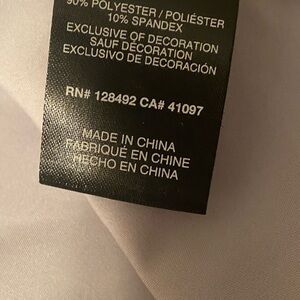 90% POLYESTER / POLIÉSTER
10% SPANDEX
EXCLUSIVE OF DECORATION
SAUF DÉCORATION
EXCLUSIVO DE DECORACIÓN
RN# 128492 CA# 41097
MADE IN CHINA
FABRIQUÉ EN CHINE
HECHO EN CHINA